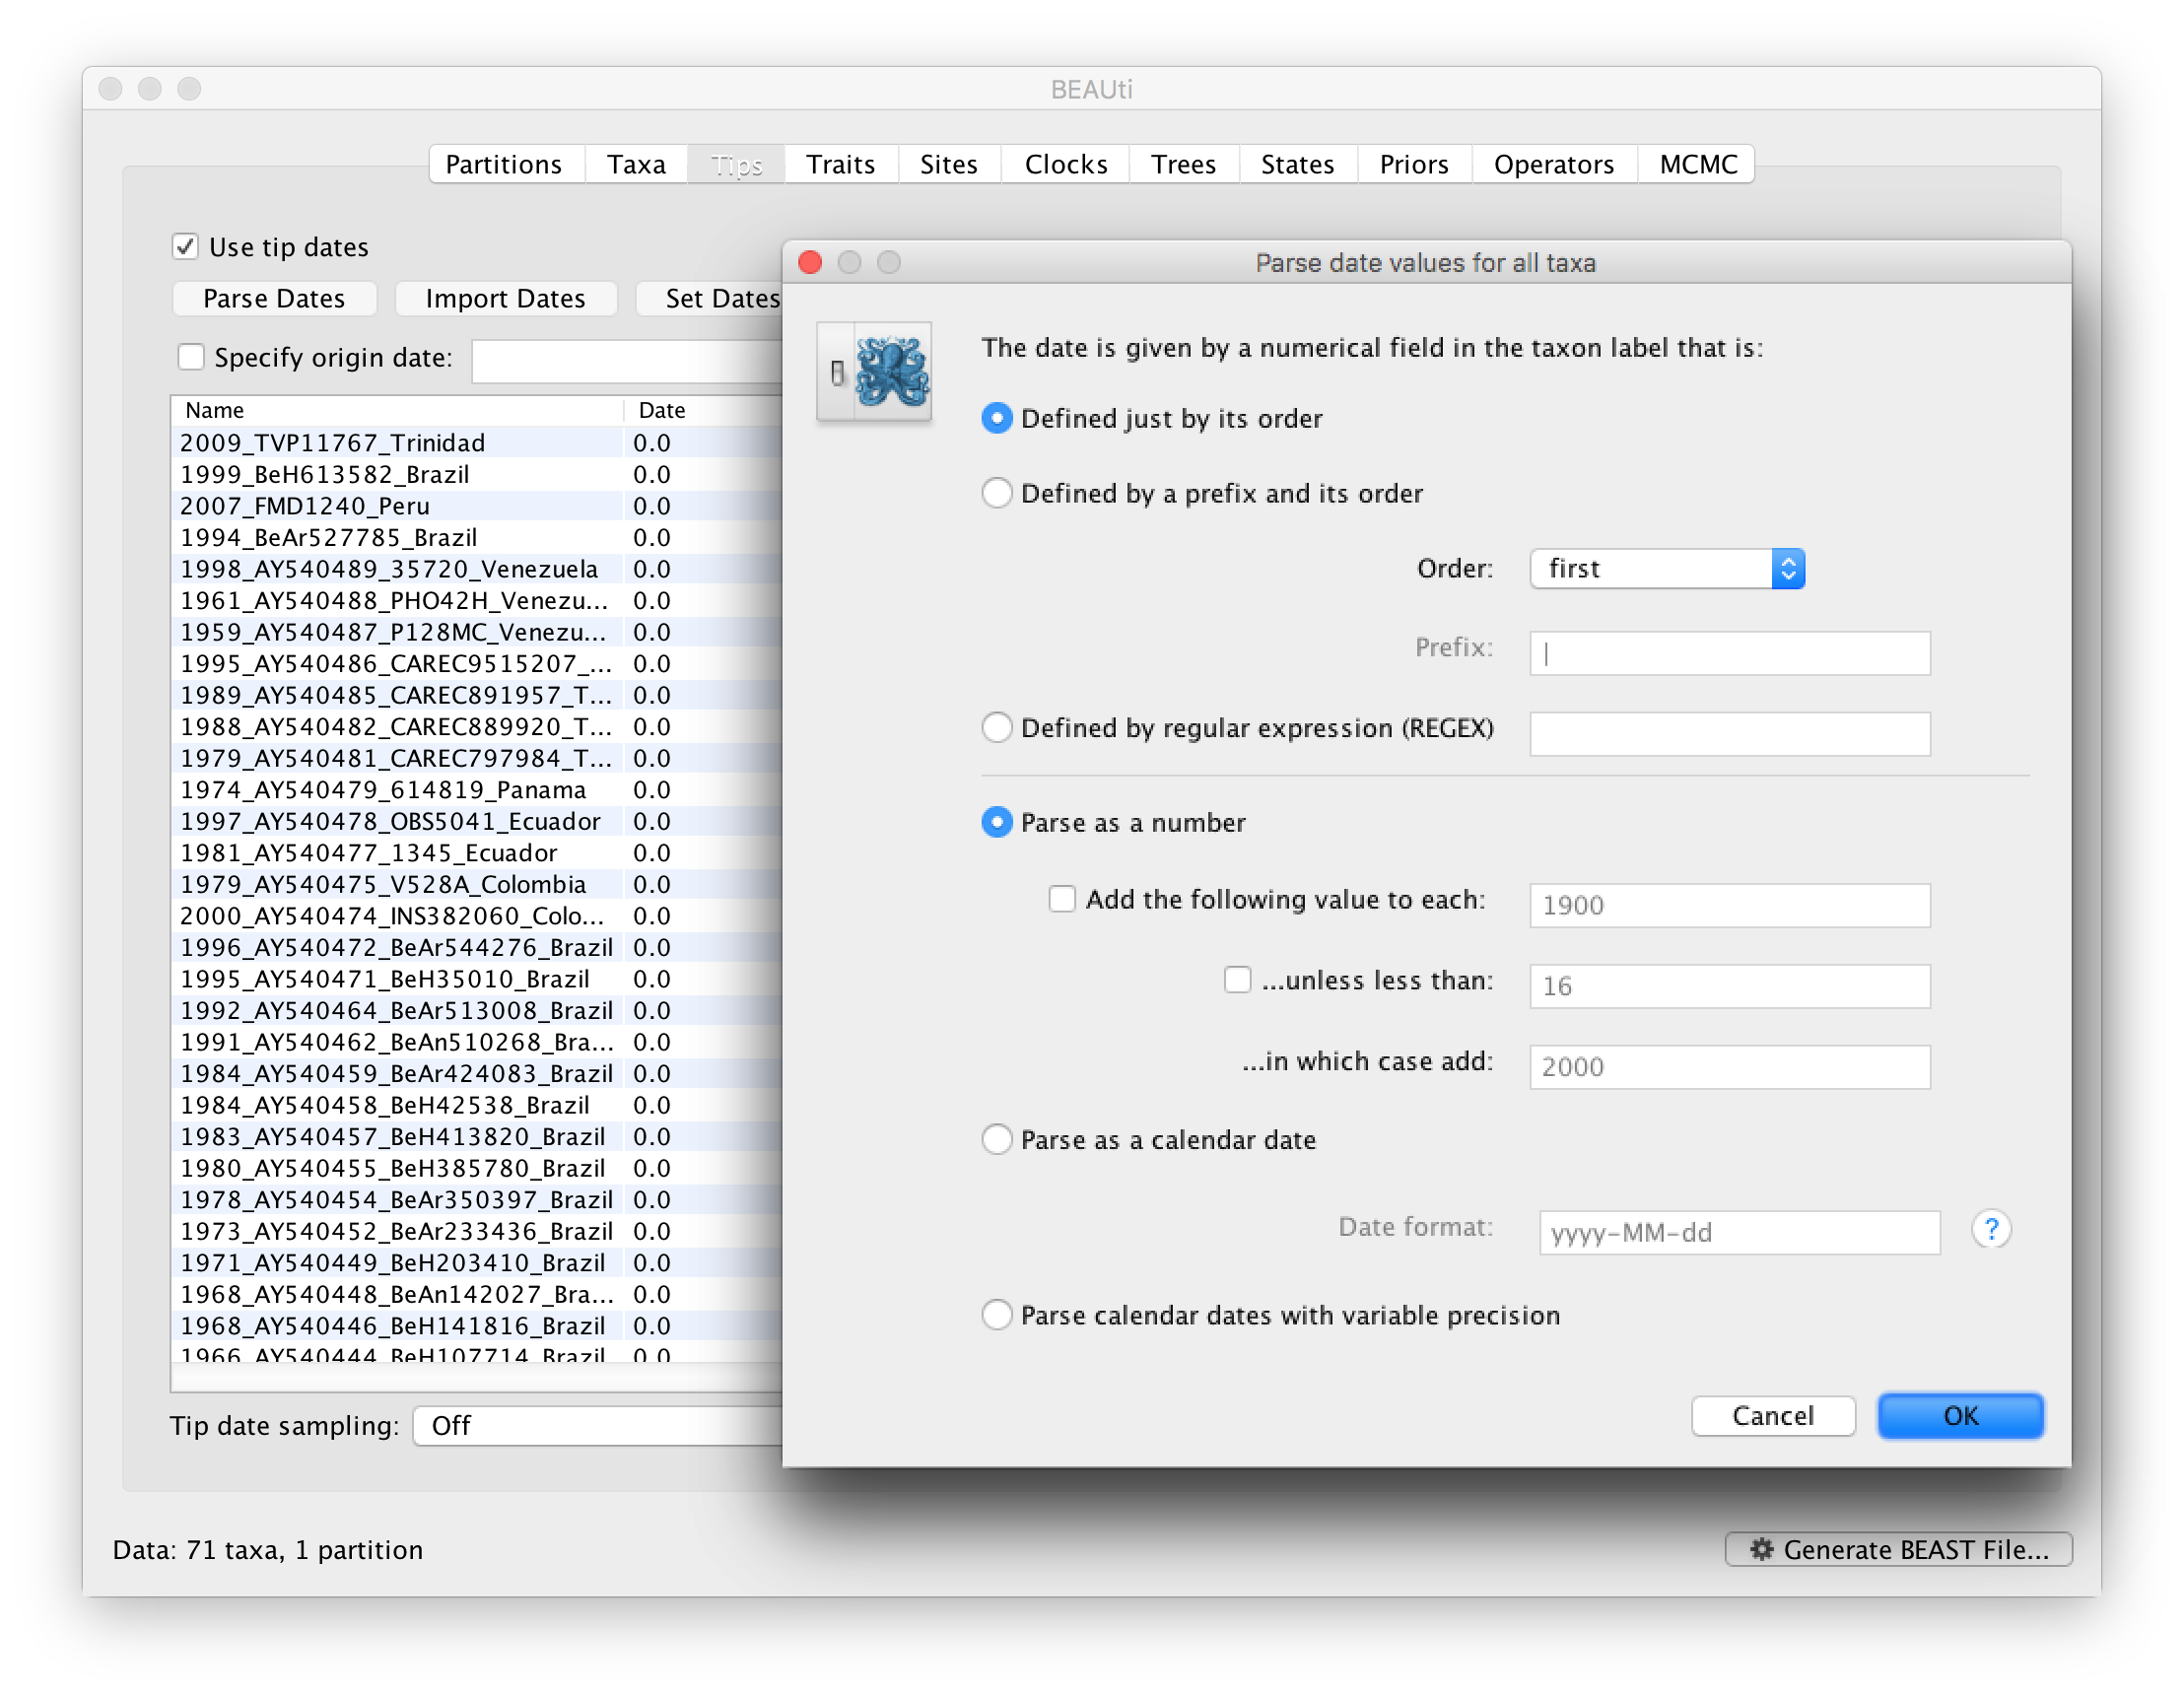 BEAUti
Partitions Taxa Tips Traits Sites Clocks Trees States Priors Operators MCMC
Use tip dates
Parse Dates Import Dates Set Dates
Specify origin date:
Name Date
2009_TVP11767_Trinidad 0.0
1999_BeH613582_Brazil 0.0
2007_FMD1240_Peru 0.0
1994_BeAr527785_Brazil 0.0
1998_AY540489_35720_Venezuela 0.0
1961_AY540488_PHO42H_Venezu... 0.0
1959_AY540487_P128MC_Venezu... 0.0
1995_AY540486_CAREC9515207_... 0.0
1989_AY540485_CAREC891957_T... 0.0
1988_AY540482_CAREC889920_T... 0.0
1979_AY540481_CAREC797984_T... 0.0
1974_AY540479_614819_Panama 0.0
1997_AY540478_OBS5041_Ecuador 0.0
1981_AY540477_1345_Ecuador 0.0
1979_AY540475_V528A_Colombia 0.0
2000_AY540474_INS382060_Colo... 0.0
1996_AY540472_BeAr544276_Brazil 0.0
1995_AY540471_BeH35010_Brazil 0.0
1992_AY540464_BeAr513008_Brazil 0.0
1991_AY540462_BeAn510268_Bra... 0.0
1984_AY540459_BeAr424083_Brazil 0.0
1984_AY540458_BeH42538_Brazil 0.0
1983_AY540457_BeH413820_Brazil 0.0
1980_AY540455_BeH385780_Brazil 0.0
1978_AY540454_BeAr350397_Brazil 0.0
1973_AY540452_BeAr233436_Brazil 0.0
1971_AY540449_BeH203410_Brazil 0.0
1968_AY540448_BeAn142027_Bra... 0.0
1968_AY540446_BeH141816_Brazil 0.0
1966_AY540444_BeH107714_Brazil 0.0
Tip date sampling: Off
Data: 71 taxa, 1 partition
Generate BEAST File...
Parse date values for all taxa
The date is given by a numerical field in the taxon label that is:
Defined just by its order
Defined by a prefix and its order
Order: first
Prefix:
Defined by regular expression (REGEX)
Parse as a number
Add the following value to each: 1900
...unless less than: 16
...in which case add: 2000
Parse as a calendar date
Date format: yyyy-MM-dd ?
Parse calendar dates with variable precision
Cancel OK